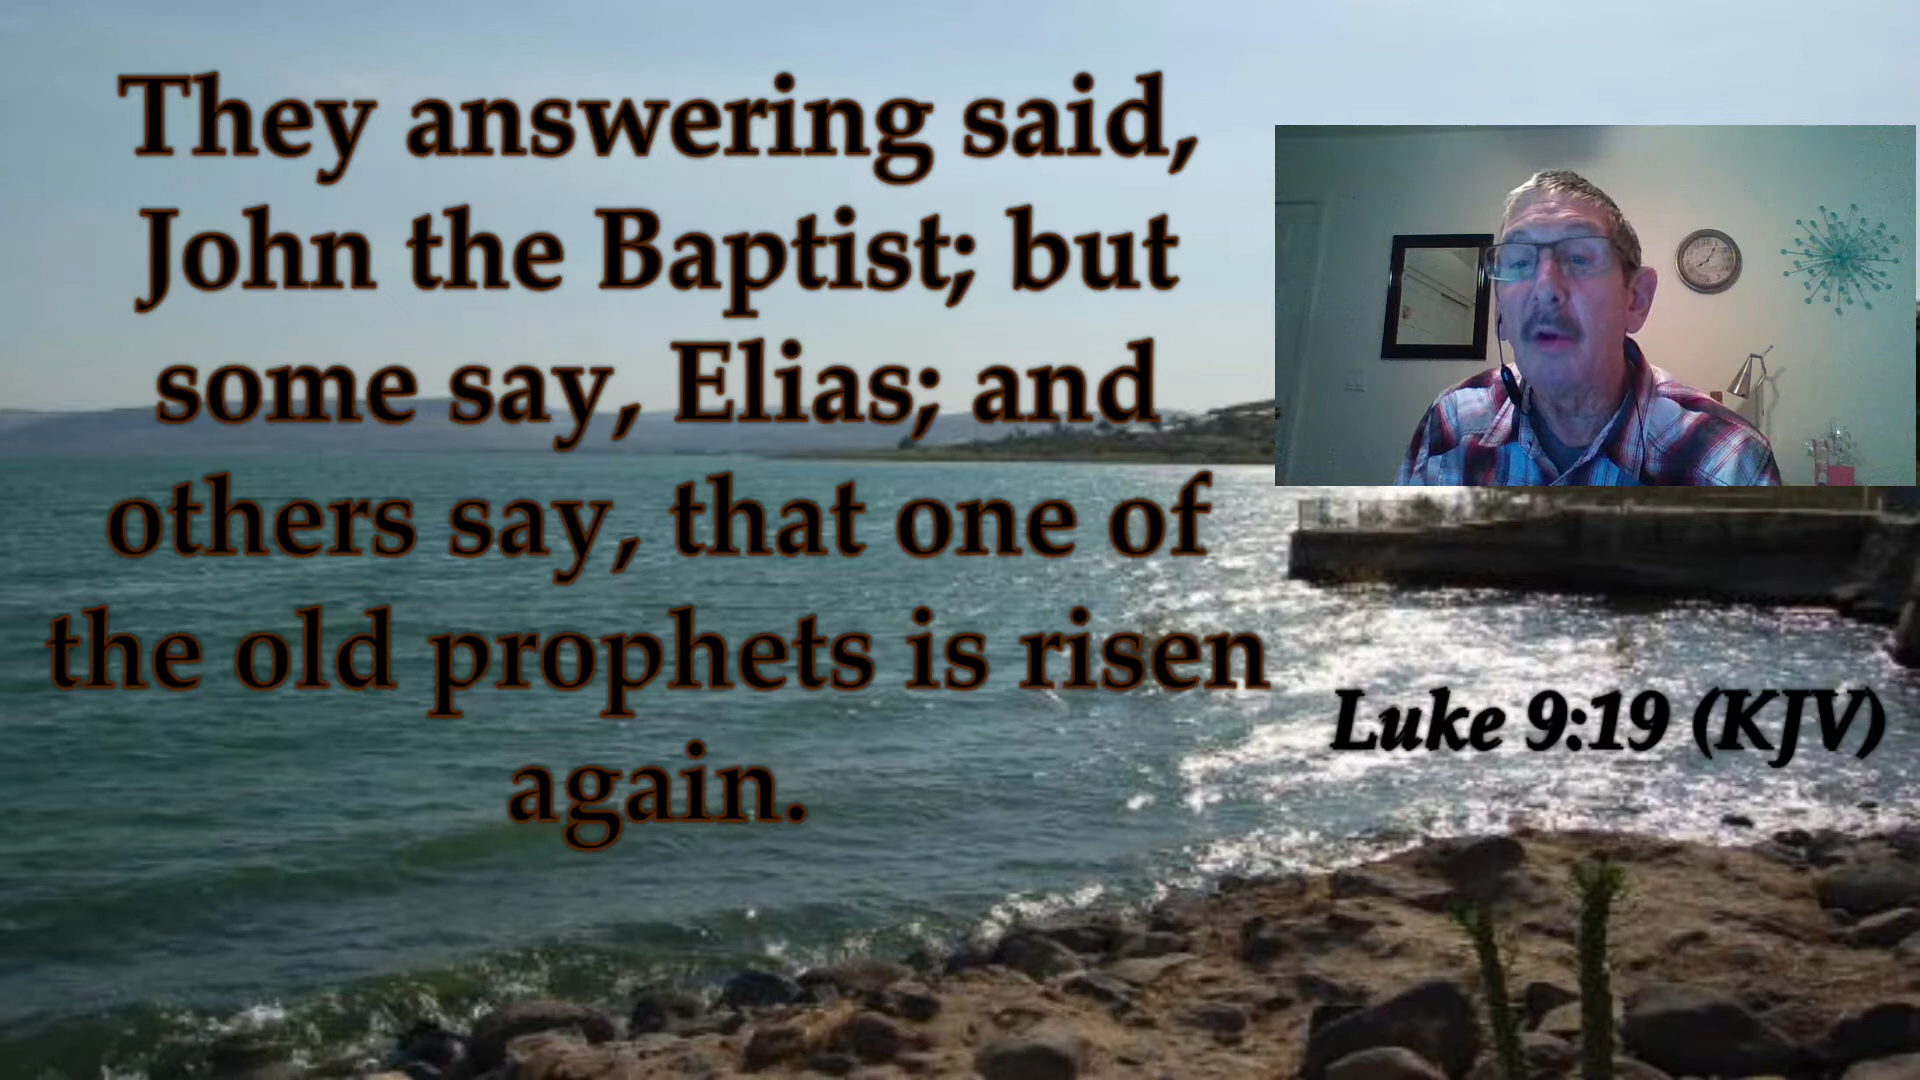 They answering said,
John the Baptist; but
some say, Elias; and
others say, that one of
the old prophets is risen
again.
Luke 9:19 (KJV)